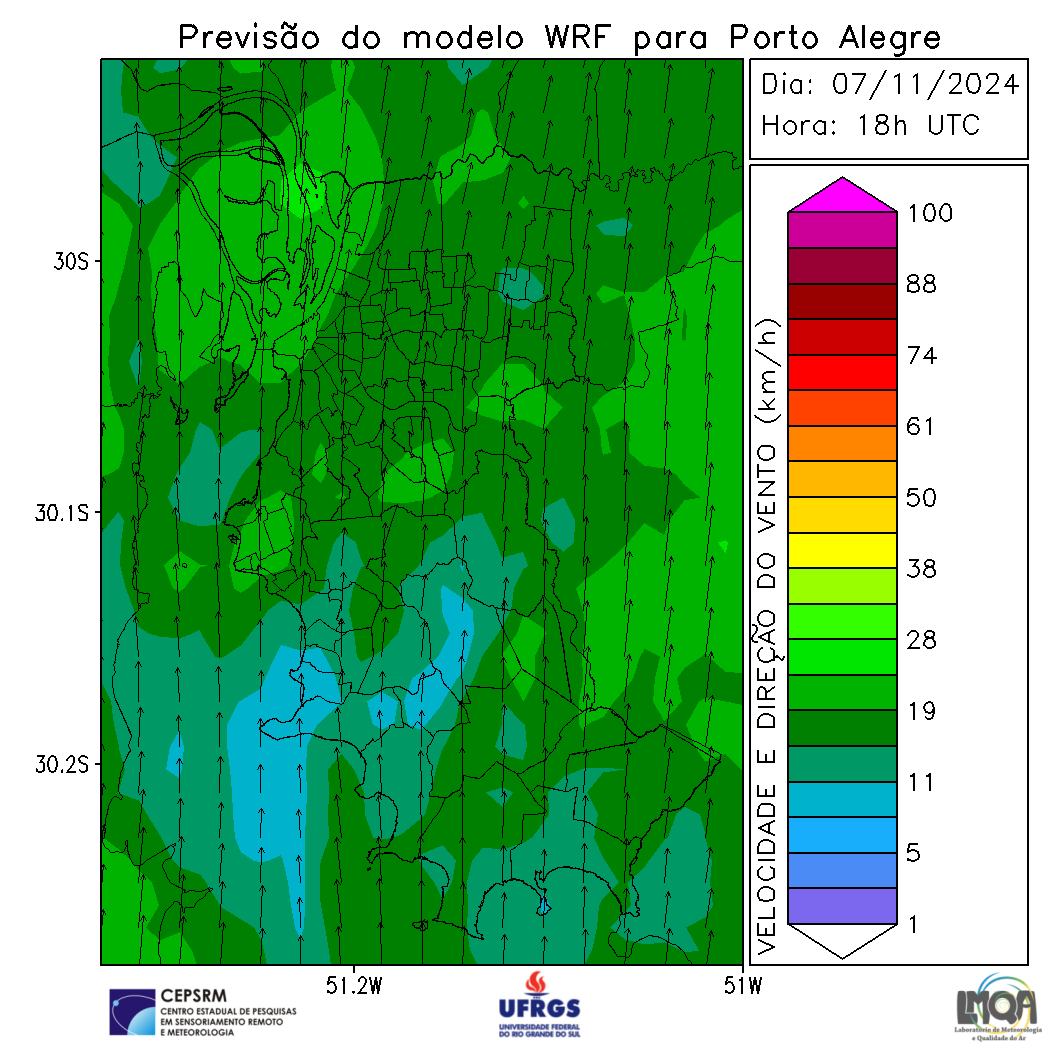 Previsão do modelo WRF para Porto Alegre
Dia: 07/11/2024
Hora: 18h UTC
30S
30.1S
30.2S
51.2W
51W
VELOCIDADE E DIREÇÃO DO VENTO (km/h)
100
88
74
61
50
38
28
19
11
5
1
CEPSRM
CENTRO ESTADUAL DE PESQUISAS
EM SENSORIAMENTO REMOTO
E METEOROLOGIA
UFRGS
UNIVERSIDADE FEDERAL
DO RIO GRANDE DO SUL
LMQA
Laboratório de Meteorologia
e Qualidade do Ar